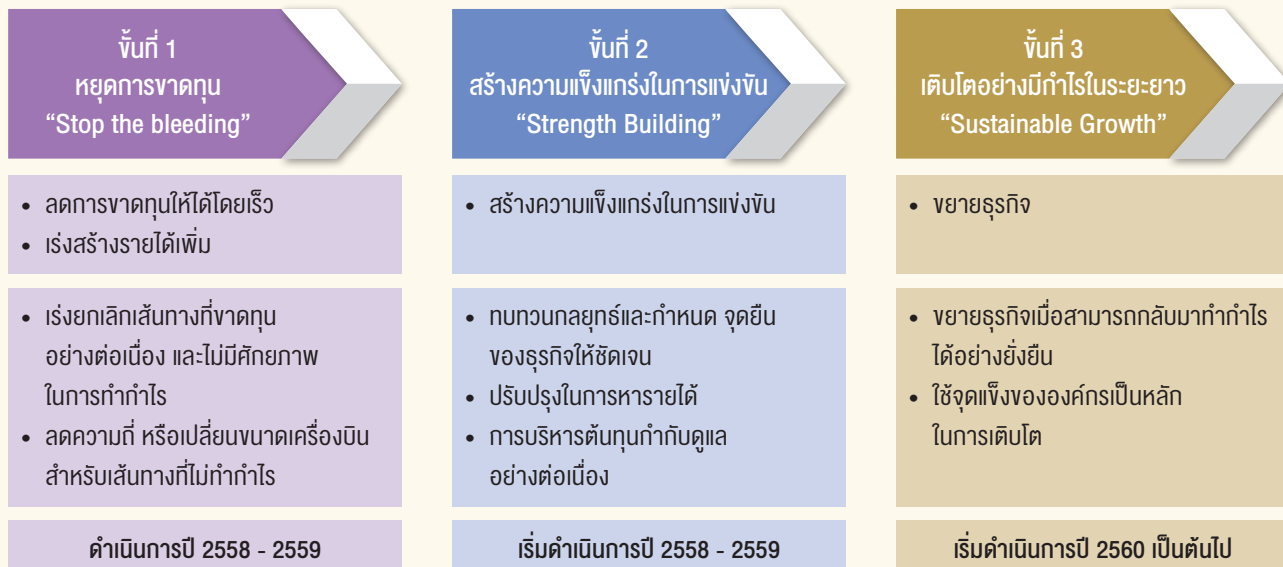 ขั้นที่ 1
หยุดการขาดทุน
“Stop the bleeding”
• ลดการขาดทุนให้ได้โดยเร็ว
• เร่งสร้างรายได้เพิ่ม
• เร่งยกเลิกเส้นทางที่ขาดทุน
อย่างต่อเนื่อง และไม่มีศักยภาพ
ในการทำกำไร
• ลดความถี่ หรือเปลี่ยนขนาดเครื่องบิน
สำหรับเส้นทางที่ไม่ทำกำไร
ดำเนินการปี 2558 - 2559
ขั้นที่ 2
สร้างความแข็งแกร่งในการแข่งขัน
“Strength Building”
• สร้างความแข็งแกร่งในการแข่งขัน
• ทบทวนกลยุทธ์และกำหนด จุดยืน
ของธุรกิจให้ชัดเจน
• ปรับปรุงในการหารายได้
• การบริหารต้นทุนกำกับดูแล
อย่างต่อเนื่อง
เริ่มดำเนินการปี 2558 - 2559
ขั้นที่ 3
เติบโตอย่างมีกำไรในระยะยาว
“Sustainable Growth”
• ขยายธุรกิจ
• ขยายธุรกิจเมื่อสามารถกลับมาทำกำไร
ได้อย่างยั่งยืน
• ใช้จุดแข็งขององค์กรเป็นหลัก
ในการเติบโต
เริ่มดำเนินการปี 2560 เป็นต้นไป